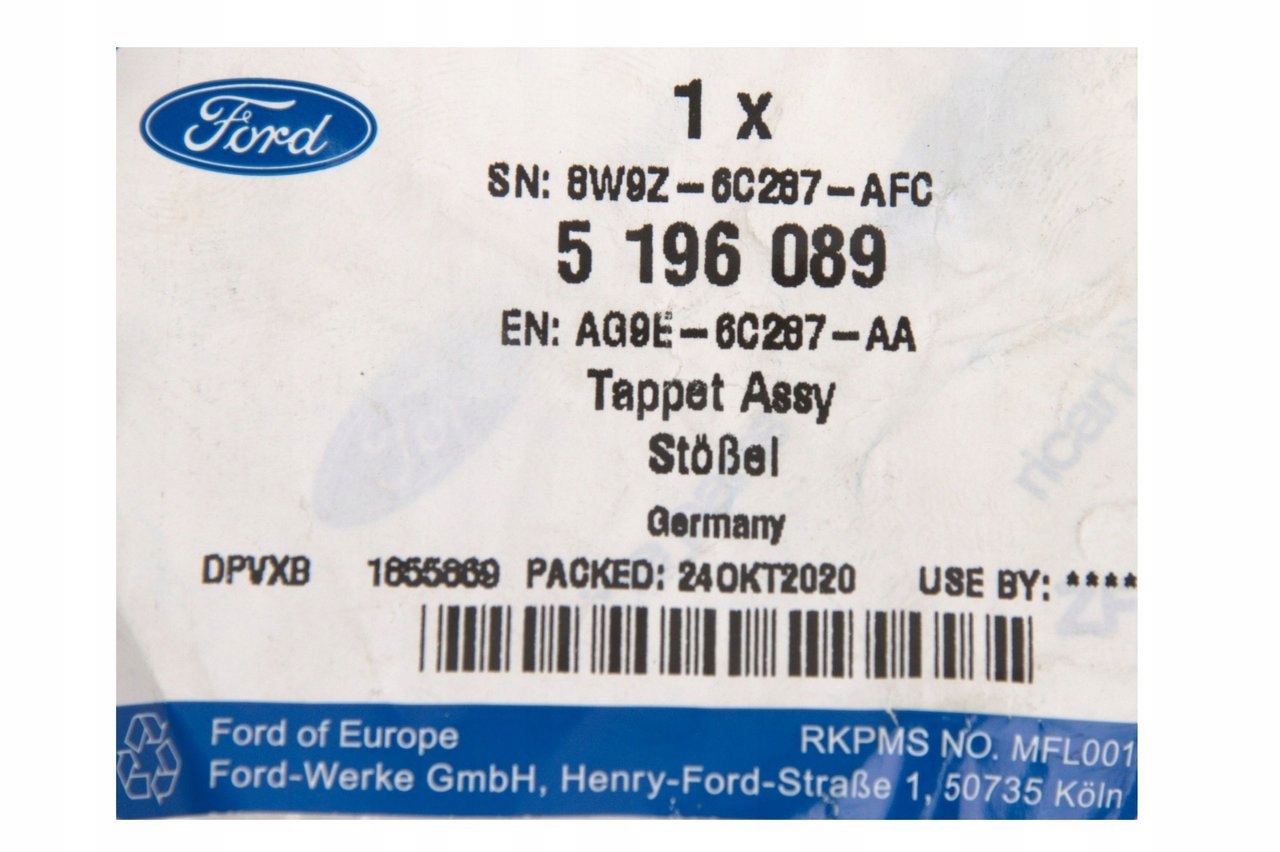 Ford
1 x
SN: 8W9Z-6C287-AFC
5 196 089
EN: AG9E-6C287-AA
Tappet Assy
Stößel
Germany
DPVXB 1655869 PACKED: 24OKT2020 USE BY: ****
Ford of Europe RKPMS NO. MFL001
Ford-Werke GmbH, Henry-Ford-Straße 1, 50735 Köln